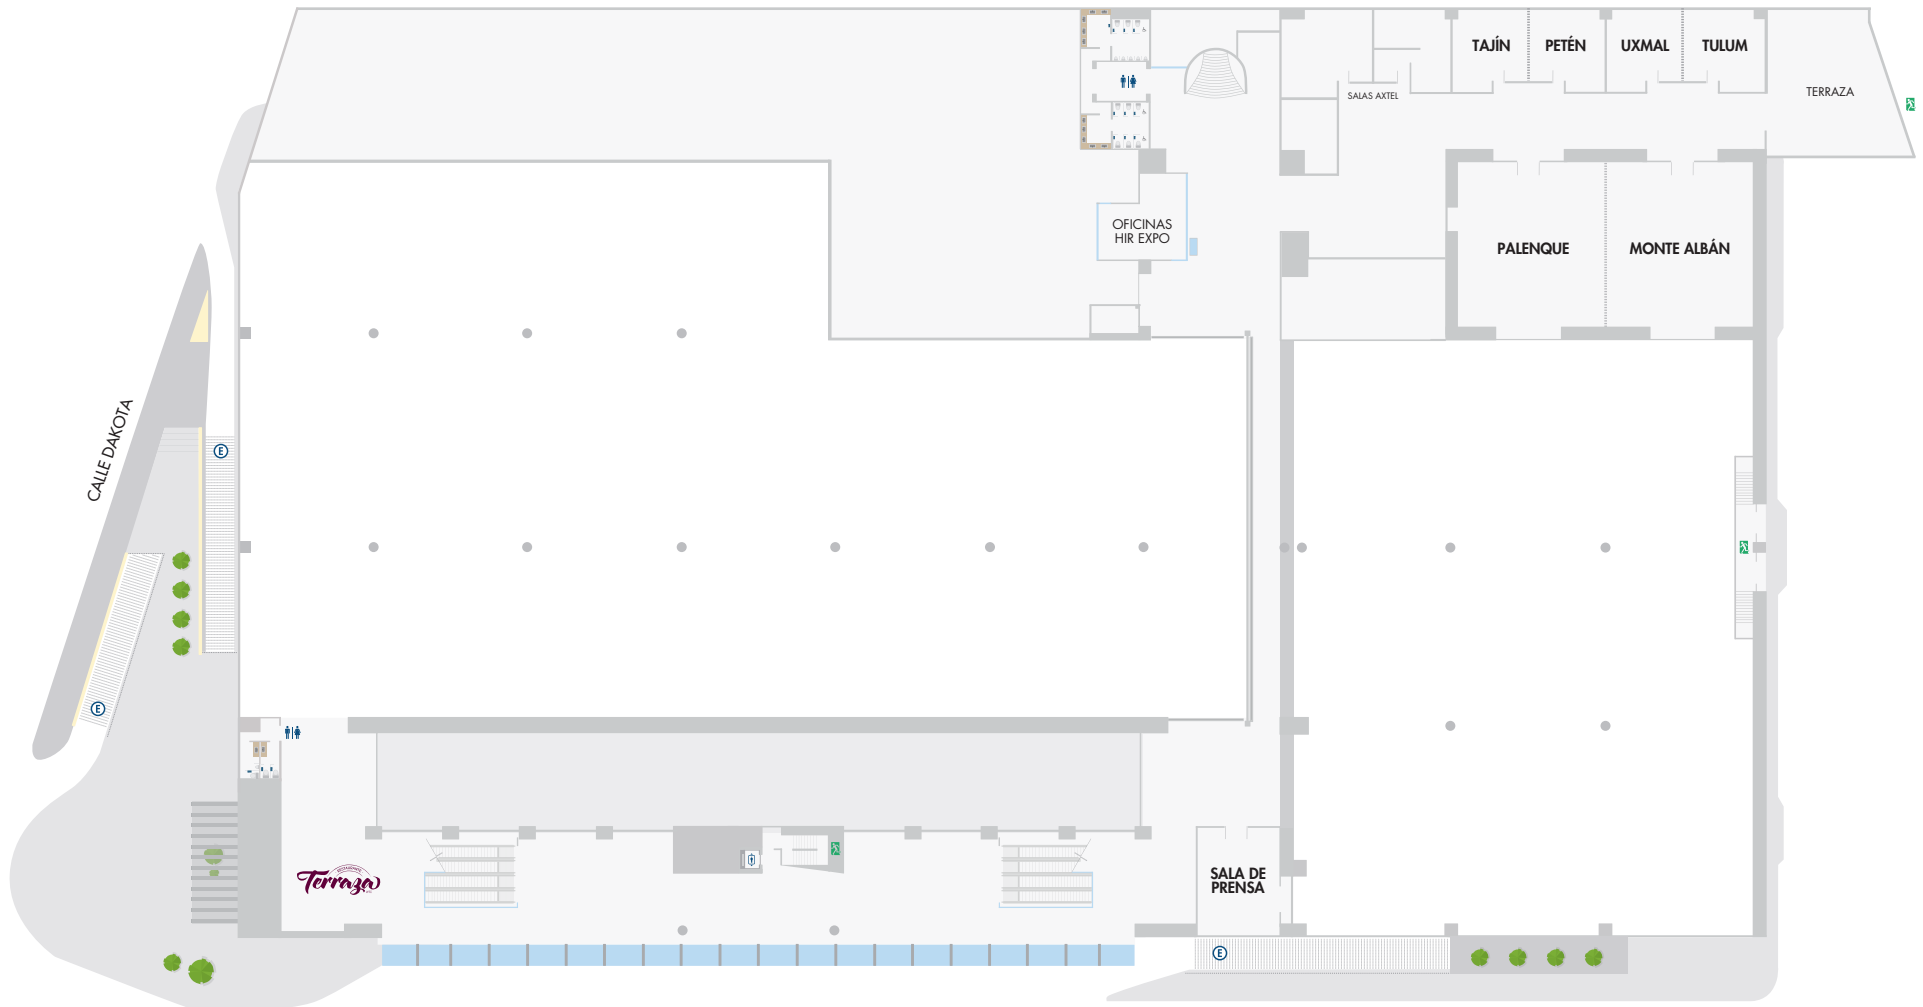 TAJÍN
PETÉN
UXMAL
TULUM
SALAS AXTEL
TERRAZA
OFICINAS
HIR EXPO
PALENQUE
MONTE ALBÁN
CALLE DAKOTA
E
E
Terraza
SALA DE
PRENSA
E